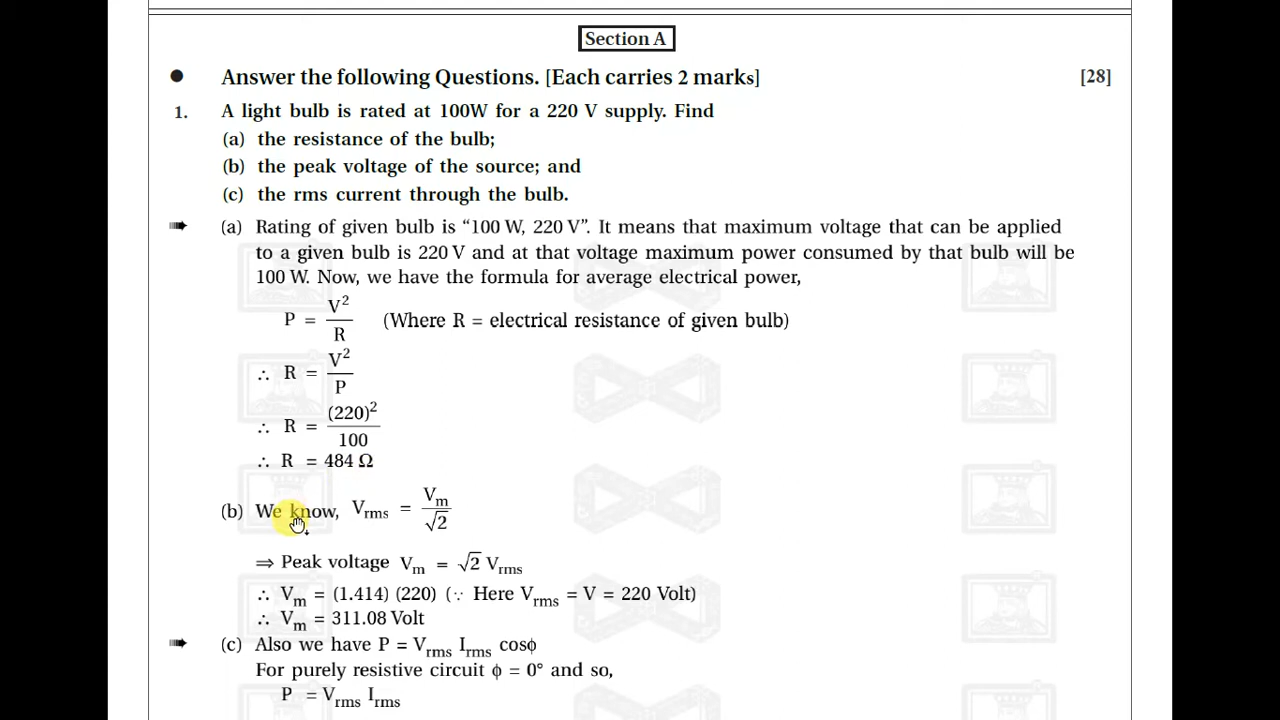 Section A
● Answer the following Questions. [Each carries 2 marks] [28]
1. A light bulb is rated at 100W for a 220 V supply. Find
(a) the resistance of the bulb;
(b) the peak voltage of the source; and
(c) the rms current through the bulb.
➠ (a) Rating of given bulb is “100 W, 220 V”. It means that maximum voltage that can be applied
to a given bulb is 220 V and at that voltage maximum power consumed by that bulb will be
100 W. Now, we have the formula for average electrical power,
P = V²/R (Where R = electrical resistance of given bulb)
∴ R = V²/P
∴ R = (220)²/100
∴ R = 484 Ω
(b) We know, Vrms = Vm/√2
⇒ Peak voltage Vm = √2 Vrms
∴ Vm = (1.414) (220) (∵ Here Vrms = V = 220 Volt)
∴ Vm = 311.08 Volt
➠ (c) Also we have P = Vrms Irms cosϕ
For purely resistive circuit ϕ = 0° and so,
P = Vrms Irms